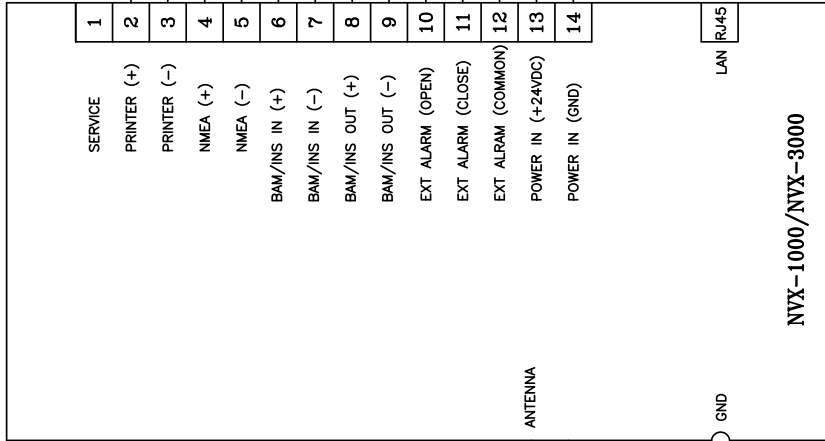 1 SERVICE
2 PRINTER (+)
3 PRINTER (-)
4 NMEA (+)
5 NMEA (-)
6 BAM/INS IN (+)
7 BAM/INS IN (-)
8 BAM/INS OUT (+)
9 BAM/INS OUT (-)
10 EXT ALARM (OPEN)
11 EXT ALARM (CLOSE)
12 EXT ALRAM (COMMON)
13 POWER IN (+24VDC)
14 POWER IN (GND)
ANTENNA
LAN RJ45
GND
NVX-1000/NVX-3000